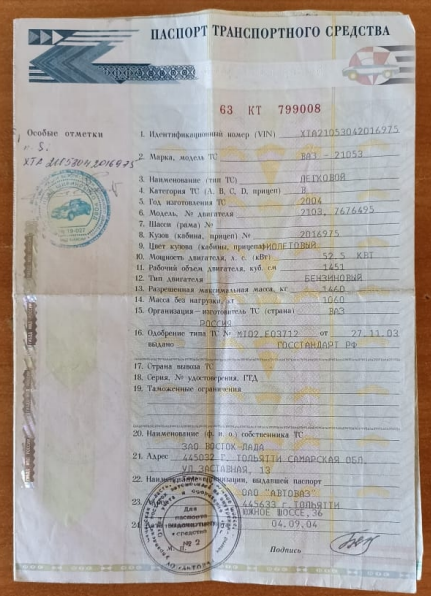 ПАСПОРТ ТРАНСПОРТНОГО СРЕДСТВА
63 КТ 799008
Особые отметки
п. 8.
ХТА 21053042016975
1. Идентификационный номер (VIN) XTA21053042016975
2. Марка, модель ТС ВАЗ - 21053
3. Наименование (тип ТС) ЛЕГКОВОЙ
4. Категория ТС (A, B, C, D, прицеп) B
5. Год изготовления ТС 2004
6. Модель, № двигателя 2103, 7676495
7. Шасси (рама) №
8. Кузов (кабина, прицеп) № 2016975
9. Цвет кузова (кабины, прицепа) ФИОЛЕТОВЫЙ
10. Мощность двигателя, л. с. (кВт) 52.5 КВТ
11. Рабочий объем двигателя, куб. см 1451
12. Тип двигателя БЕНЗИНОВЫЙ
13. Разрешенная максимальная масса, кг 1460
14. Масса без нагрузки, кг 1060
15. Организация - изготовитель ТС (страна) ВАЗ
РОССИЯ
16. Одобрение типа ТС № MT02.E03712 от 27.11.03
выдано ГОССТАНДАРТ РФ
17. Страна вывоза ТС
18. Серия, № удостоверения, ГТД
19. Таможенные ограничения
20. Наименование (ф. и. о.) собственника ТС
ЗАО ВОСТОК-ЛАДА
21. Адрес 445032 Г. ТОЛЬЯТТИ САМАРСКАЯ ОБЛ.
УЛ ЗАСТАВНАЯ, 13
22. Наименование организации, выдавшей паспорт
ОАО "АВТОВАЗ"
23. 445633 г. ТОЛЬЯТТИ
ЮЖНОЕ ШОССЕ,36
24. 04.09.04
Подпись
Для
паспорта
транспортного
средства
№ 2